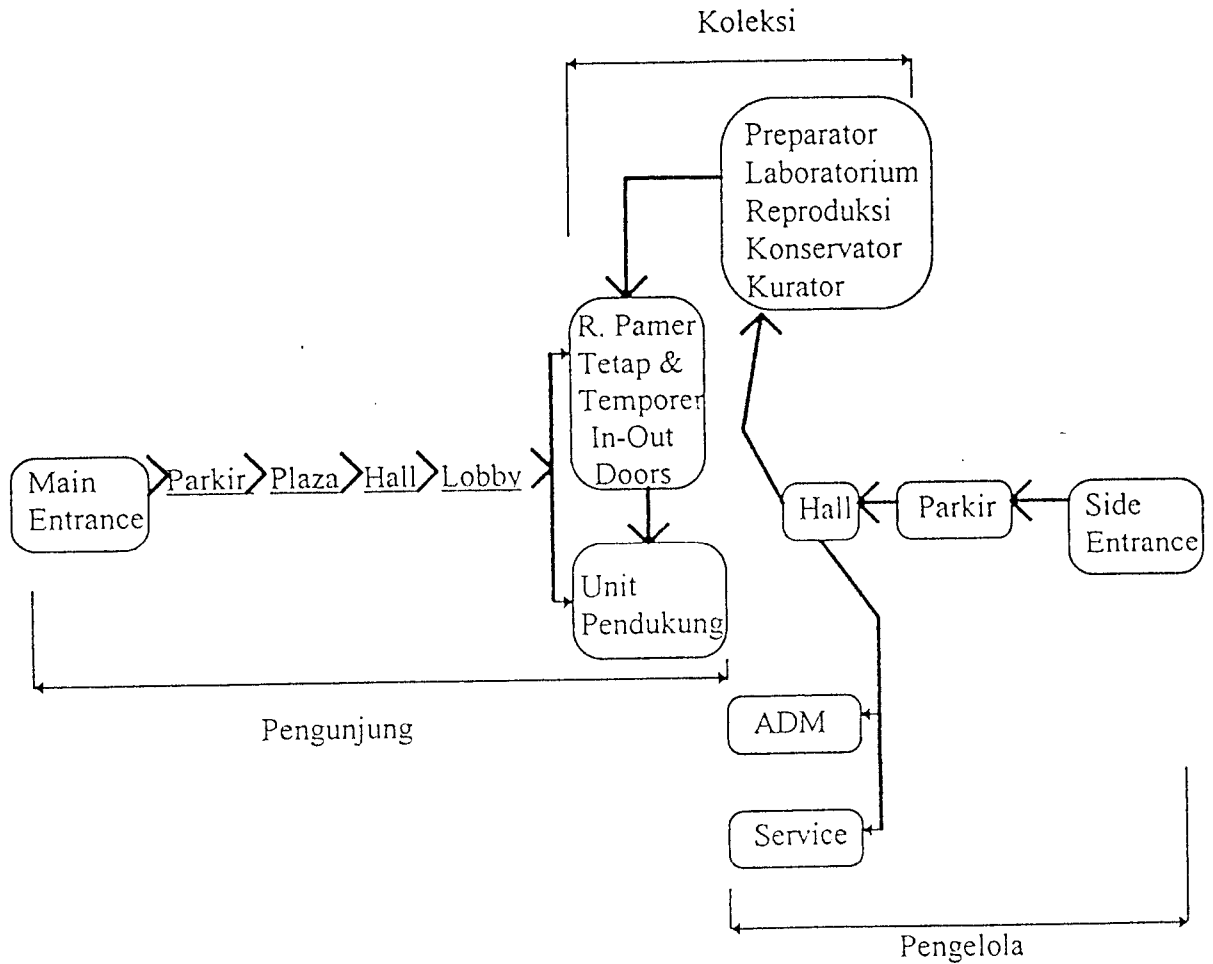 Koleksi
Preparator
Laboratorium
Reproduksi
Konservator
Kurator
R. Pamer
Tetap &
Temporer
In-Out
Doors
Main
Entrance
Parkir
Plaza
Hall
Lobby
Hall
Parkir
Side
Entrance
Unit
Pendukung
Pengunjung
ADM
Service
Pengelola